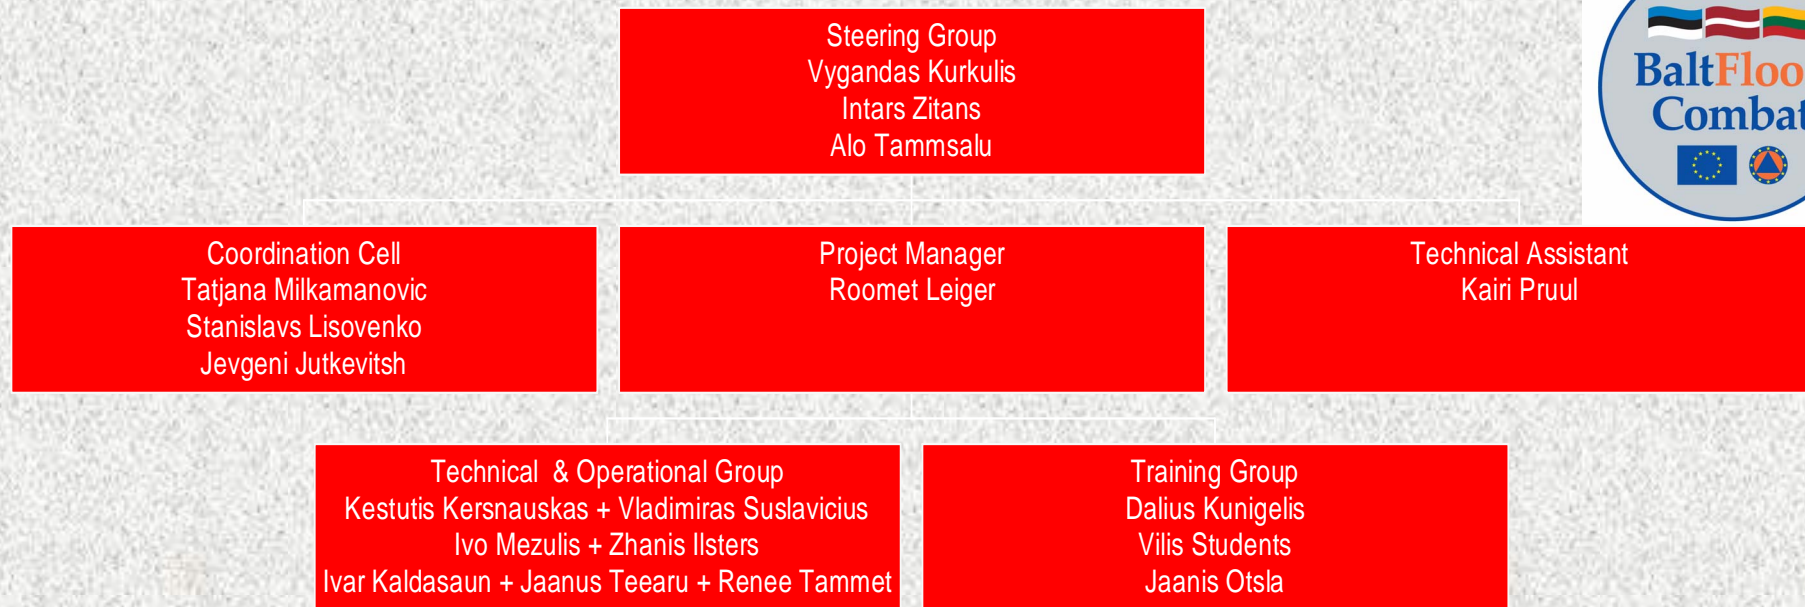 Steering Group
Vygandas Kurkulis
Intars Zitans
Alo Tammsalu
BaltFloo
Combat
Coordination Cell
Tatjana Milkamanovic
Stanislavs Lisovenko
Jevgeni Jutkevitsh
Project Manager
Roomet Leiger
Technical Assistant
Kairi Pruul
Technical & Operational Group
Kestutis Kersnauskas + Vladimiras Suslavicius
Ivo Mezulis + Zhanis Ilsters
Ivar Kaldasaun + Jaanus Teearu + Renee Tammet
Training Group
Dalius Kunigelis
Vilis Students
Jaanis Otsla